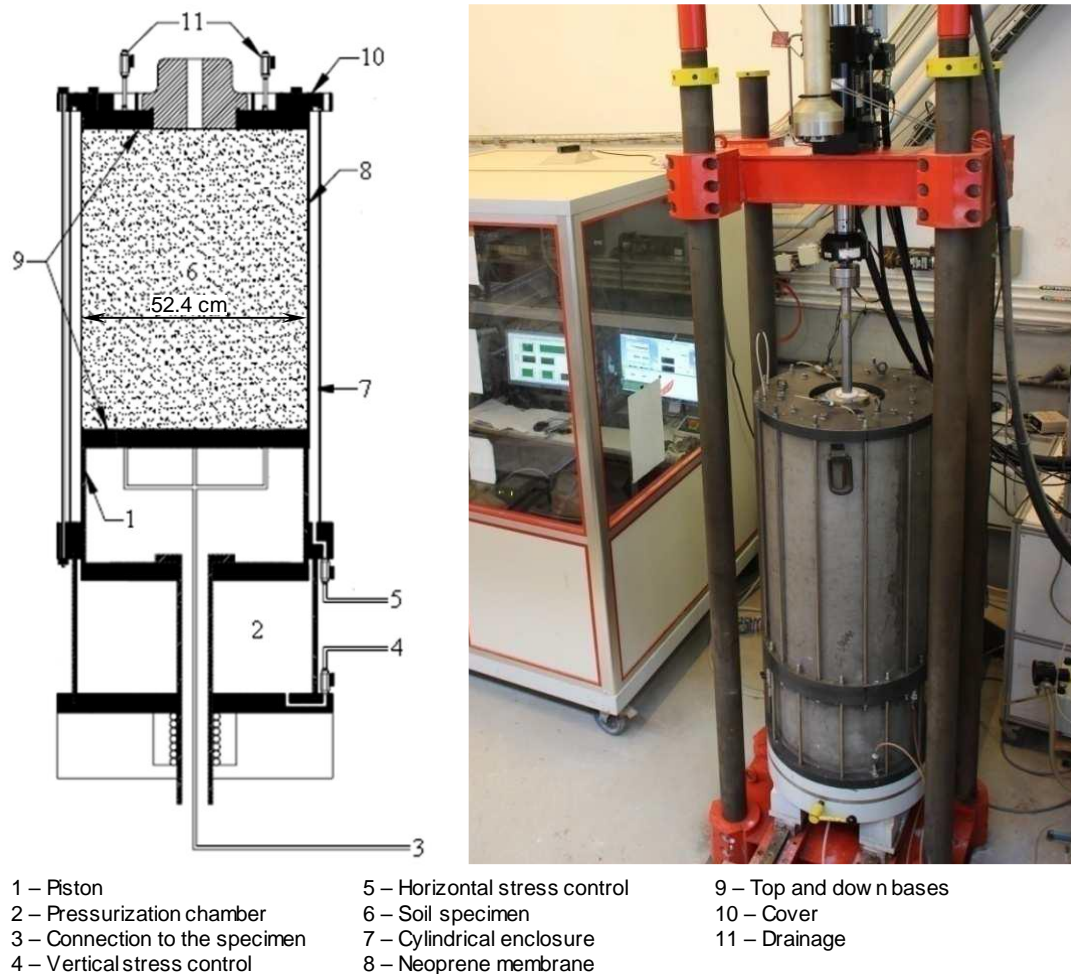 11
10
8
9
6
52.4 cm
7
1
5
2
4
3
1 – Piston
2 – Pressurization chamber
3 – Connection to the specimen
4 – Vertical stress control
5 – Horizontal stress control
6 – Soil specimen
7 – Cylindrical enclosure
8 – Neoprene membrane
9 – Top and down bases
10 – Cover
11 – Drainage